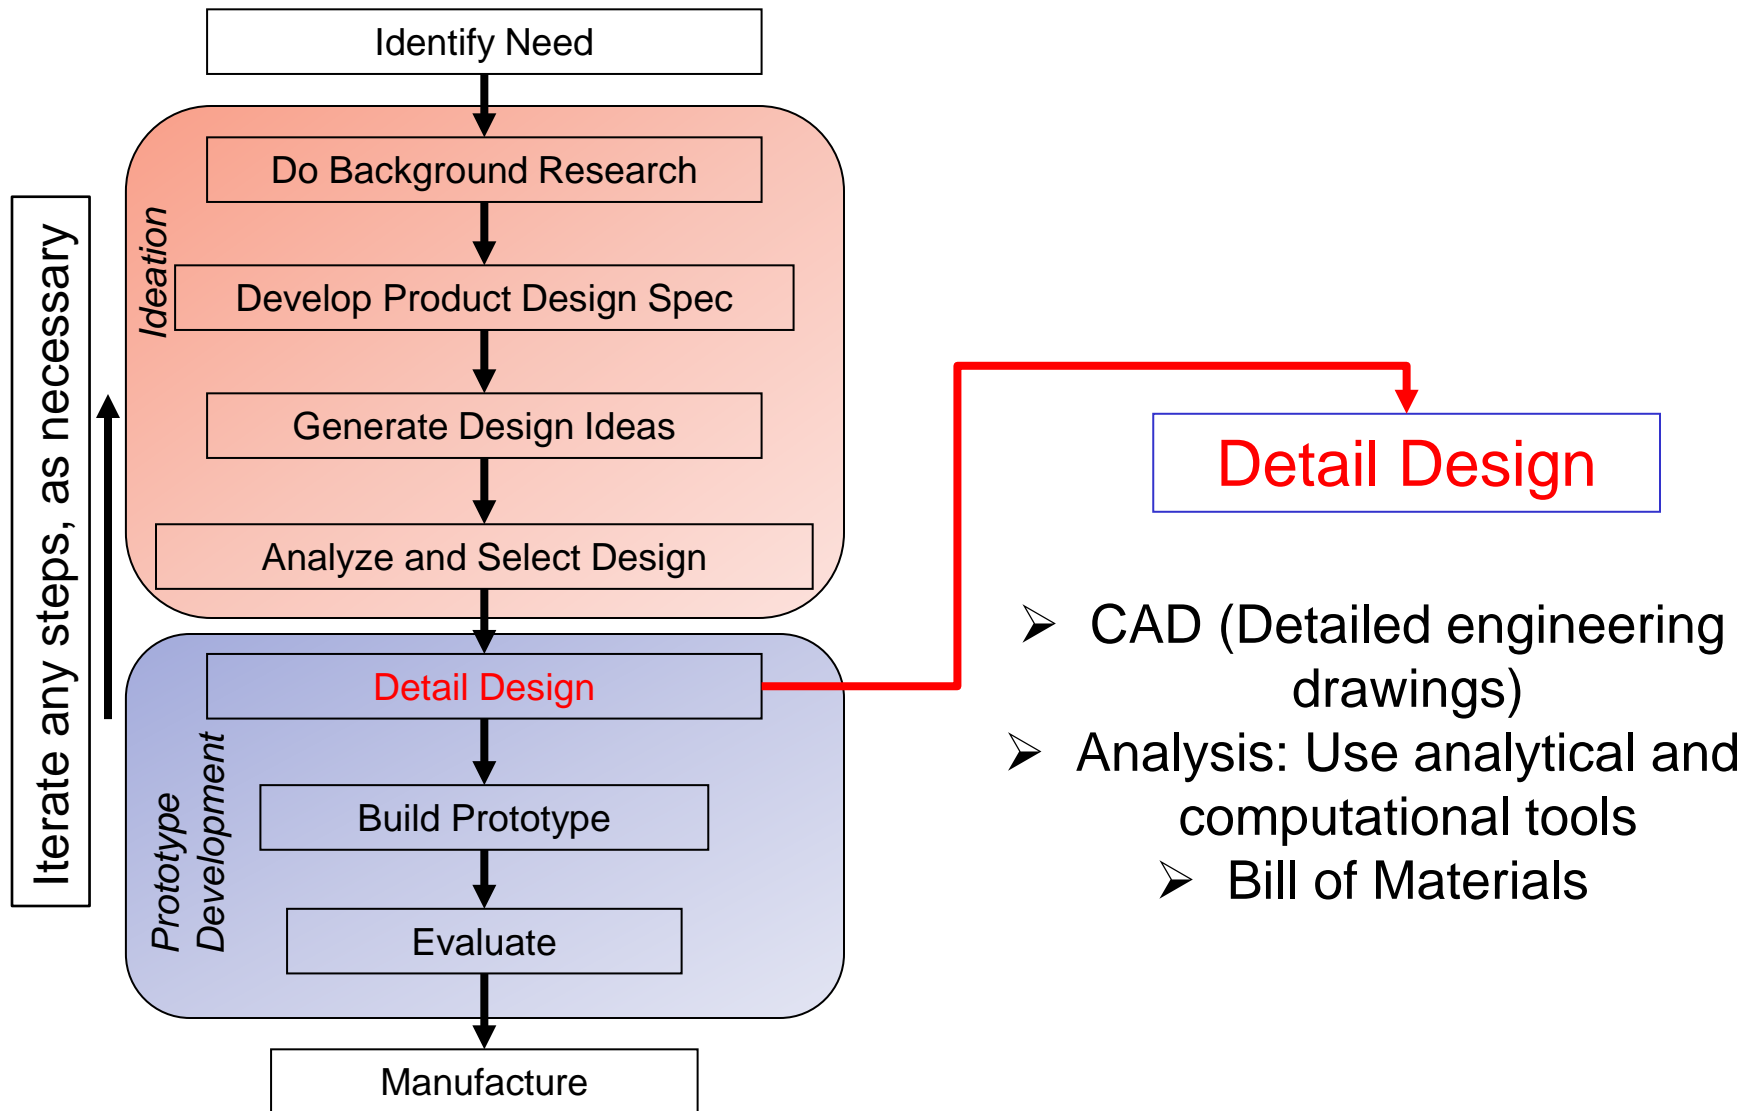 Identify Need
Do Background Research
Develop Product Design Spec
Generate Design Ideas
Analyze and Select Design
Ideation
Iterate any steps, as necessary
Detail Design
Build Prototype
Evaluate
Prototype
Development
Manufacture
Detail Design
➢ CAD (Detailed engineering
drawings)
➢ Analysis: Use analytical and
computational tools
➢ Bill of Materials